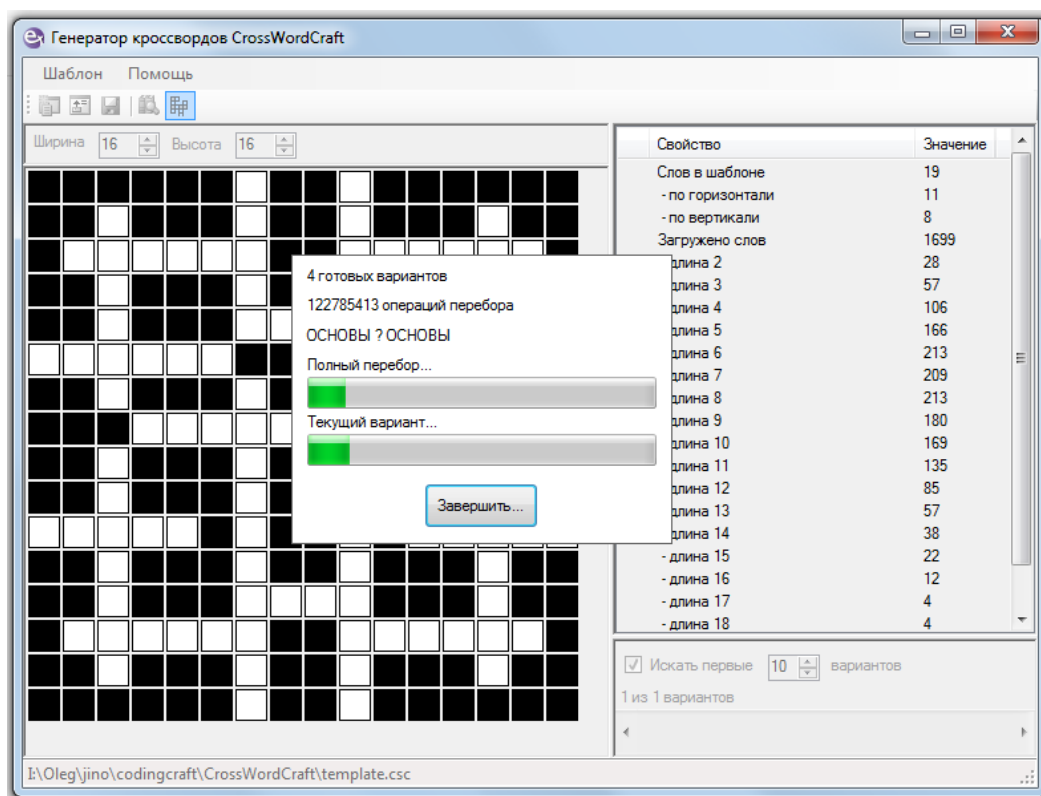 Генератор кроссвордов CrossWordCraft
Шаблон Помощь
Ширина 16 Высота 16
Свойство Значение
Слов в шаблоне 19
- по горизонтали 11
- по вертикали 8
Загружено слов 1699
длина 2 28
длина 3 57
длина 4 106
длина 5 166
длина 6 213
длина 7 209
длина 8 213
длина 9 180
длина 10 169
длина 11 135
длина 12 85
длина 13 57
длина 14 38
- длина 15 22
- длина 16 12
- длина 17 4
- длина 18 4
4 готовых вариантов
122785413 операций перебора
ОСНОВЫ ? ОСНОВЫ
Полный перебор...
Текущий вариант...
Завершить...
Искать первые 10 вариантов
1 из 1 вариантов
I:\Oleg\jino\codingcraft\CrossWordCraft\template.csc